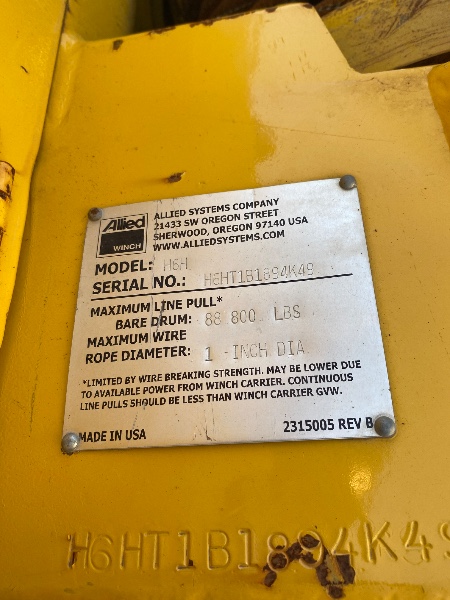 Allied
WINCH
ALLIED SYSTEMS COMPANY
21433 SW OREGON STREET
SHERWOOD, OREGON 97140 USA
WWW.ALLIEDSYSTEMS.COM
MODEL: H6H
SERIAL NO.: H6HT1B1894K49
MAXIMUM LINE PULL*
BARE DRUM: 88 800 LBS
MAXIMUM WIRE
ROPE DIAMETER: 1 -INCH DIA
*LIMITED BY WIRE BREAKING STRENGTH. MAY BE LOWER DUE
TO AVAILABLE POWER FROM WINCH CARRIER. CONTINUOUS
LINE PULLS SHOULD BE LESS THAN WINCH CARRIER GVW.
MADE IN USA 2315005 REV B
H6HT1B1894K49